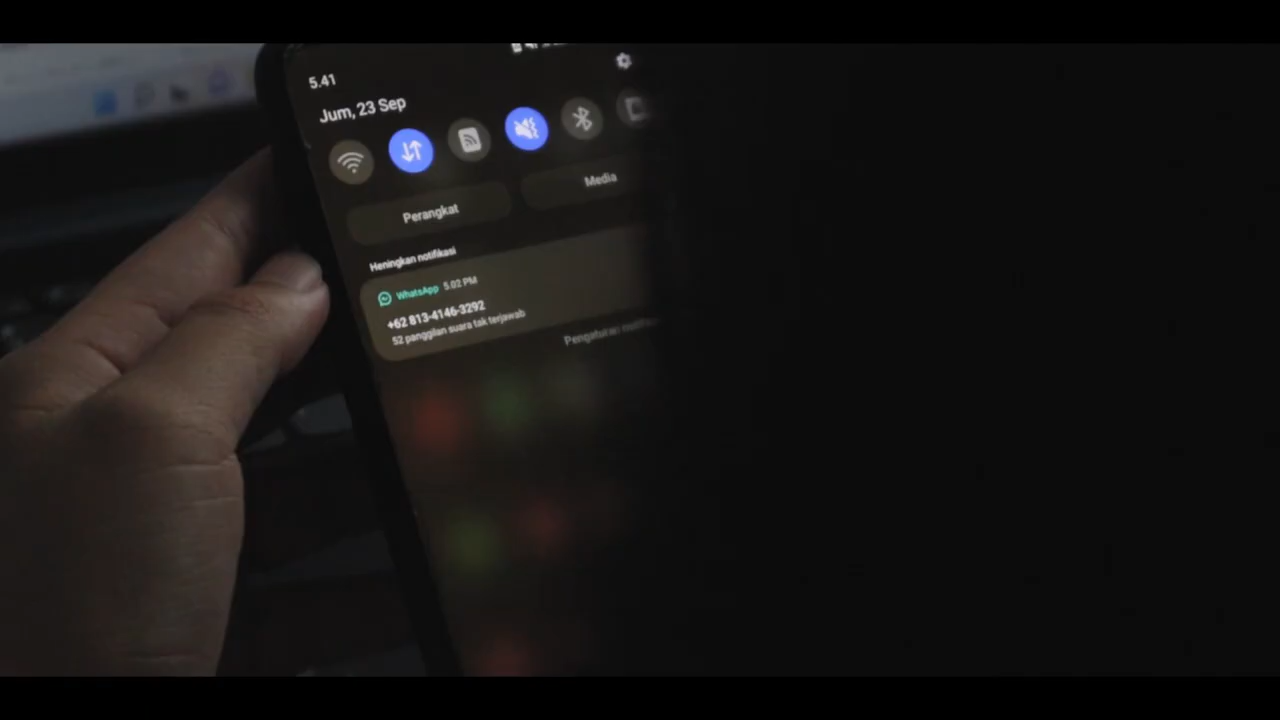 5.41
Jum, 23 Sep
Perangkat
Media
Heningkan notifikasi
WhatsApp 5.02 PM
+62 813-4146-3292
52 panggilan suara tak terjawab
Pengaturan